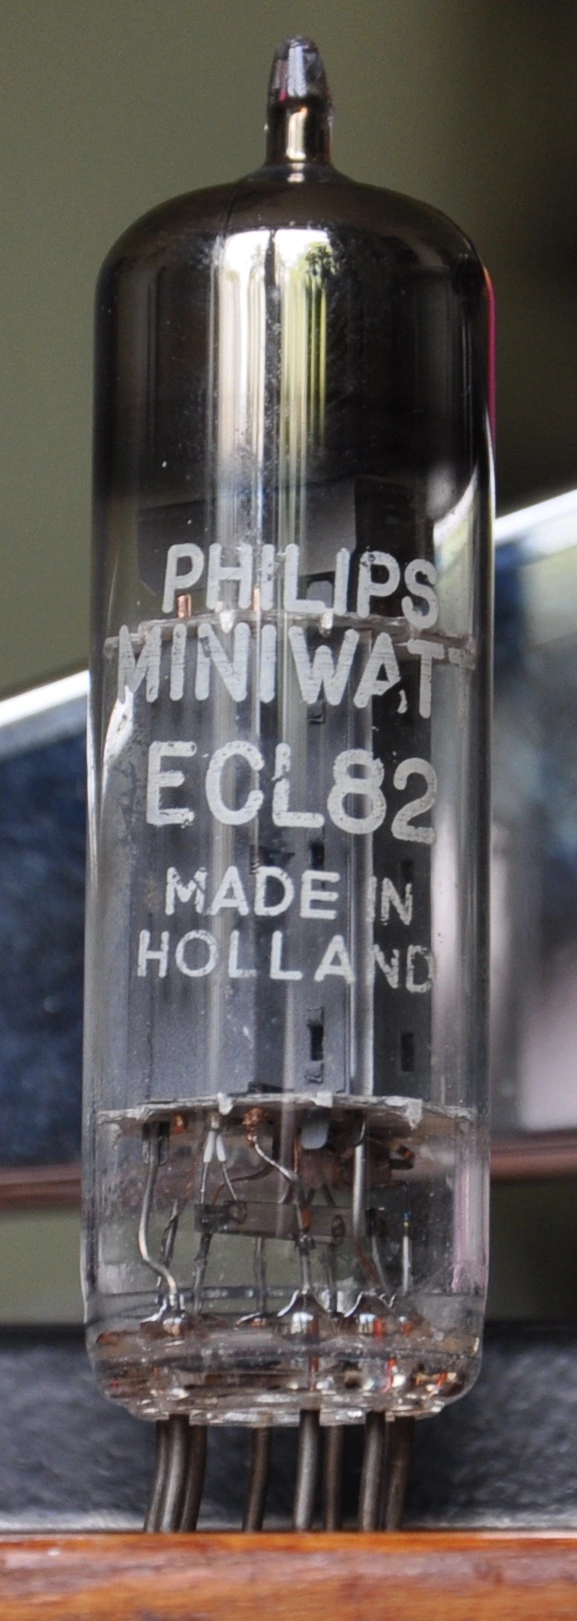 PHILIPS
MINIWATT
ECL82
MADE IN
HOLLAND